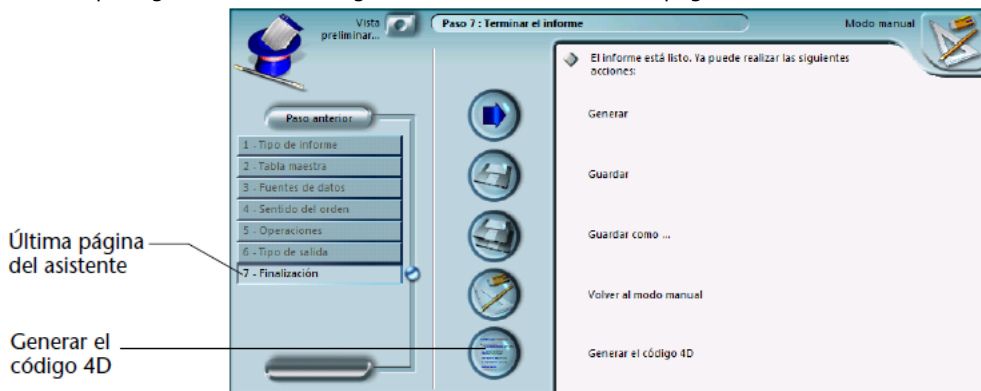 Vista
preliminar...
Paso 7 : Terminar el informe
Modo manual
El informe está listo. Ya puede realizar las siguientes
acciones:
Paso anterior
1 - Tipo de informe
2 - Tabla maestra
3 - Fuentes de datos
4 - Sentido del orden
5 - Operaciones
6 - Tipo de salida
7 - Finalización
Generar
Guardar
Guardar como ...
Volver al modo manual
Generar el código 4D
Última página
del asistente
Generar el
código 4D